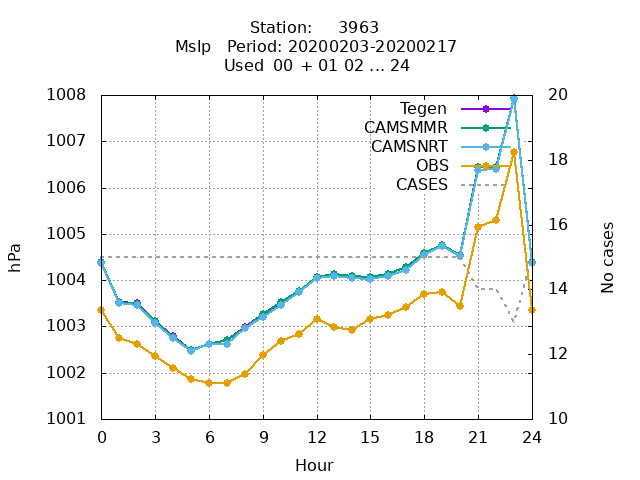 Station: 3963
Mslp Period: 20200203-20200217
Used 00 + 01 02 ... 24
1008
1007
1006
1005
1004
1003
1002
1001
hPa
20
18
16
14
12
10
No cases
Tegen
CAMSMMR
CAMSNRT
OBS
CASES
0 3 6 9 12 15 18 21 24
Hour